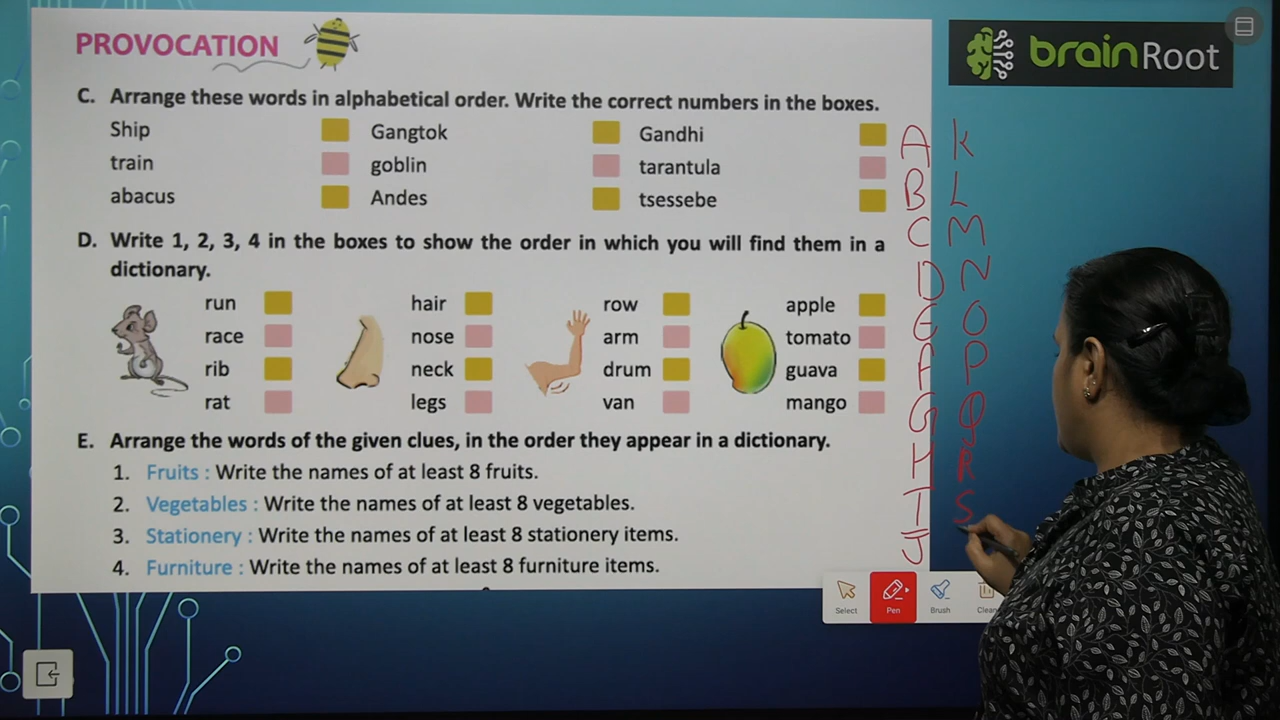 PROVOCATION
brainRoot
C. Arrange these words in alphabetical order. Write the correct numbers in the boxes.
Ship Gangtok Gandhi
train goblin tarantula
abacus Andes tsessebe
D. Write 1, 2, 3, 4 in the boxes to show the order in which you will find them in a
dictionary.
run hair row apple
race nose arm tomato
rib neck drum guava
rat legs van mango
E. Arrange the words of the given clues, in the order they appear in a dictionary.
1. Fruits : Write the names of at least 8 fruits.
2. Vegetables : Write the names of at least 8 vegetables.
3. Stationery : Write the names of at least 8 stationery items.
4. Furniture : Write the names of at least 8 furniture items.
A K
B L
C M
D N
E O
F P
G Q
H R
I S
J
Select Pen Brush Clean